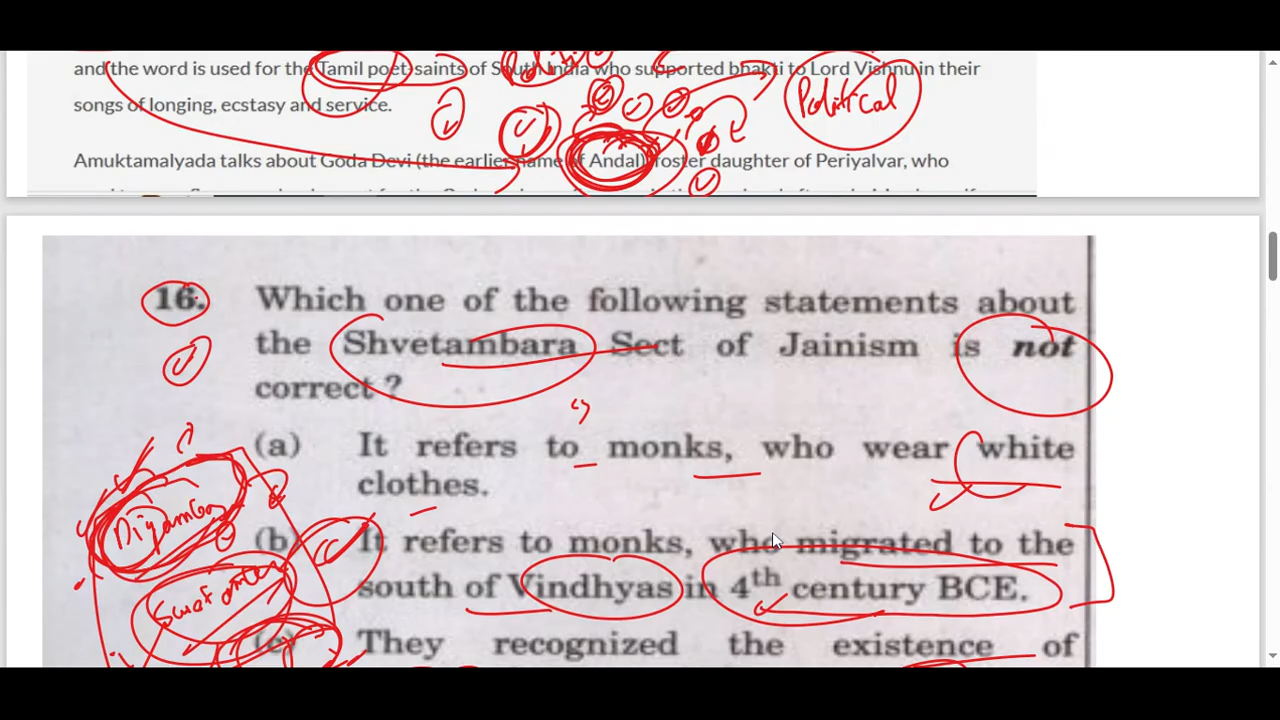 and the word is used for the Tamil poet-saints of South India who supported bhakti to Lord Vishnu in their
Political
songs of longing, ecstasy and service.
Amuktamalyada talks about Goda Devi (the earlier name of Andal), foster daughter of Periyalvar, who
16. Which one of the following statements about
the Shvetambara Sect of Jainism is not
correct ?
(a) It refers to monks, who wear white
clothes.
(b) It refers to monks, who migrated to the
south of Vindhyas in 4th century BCE.
(c) They recognized the existence of